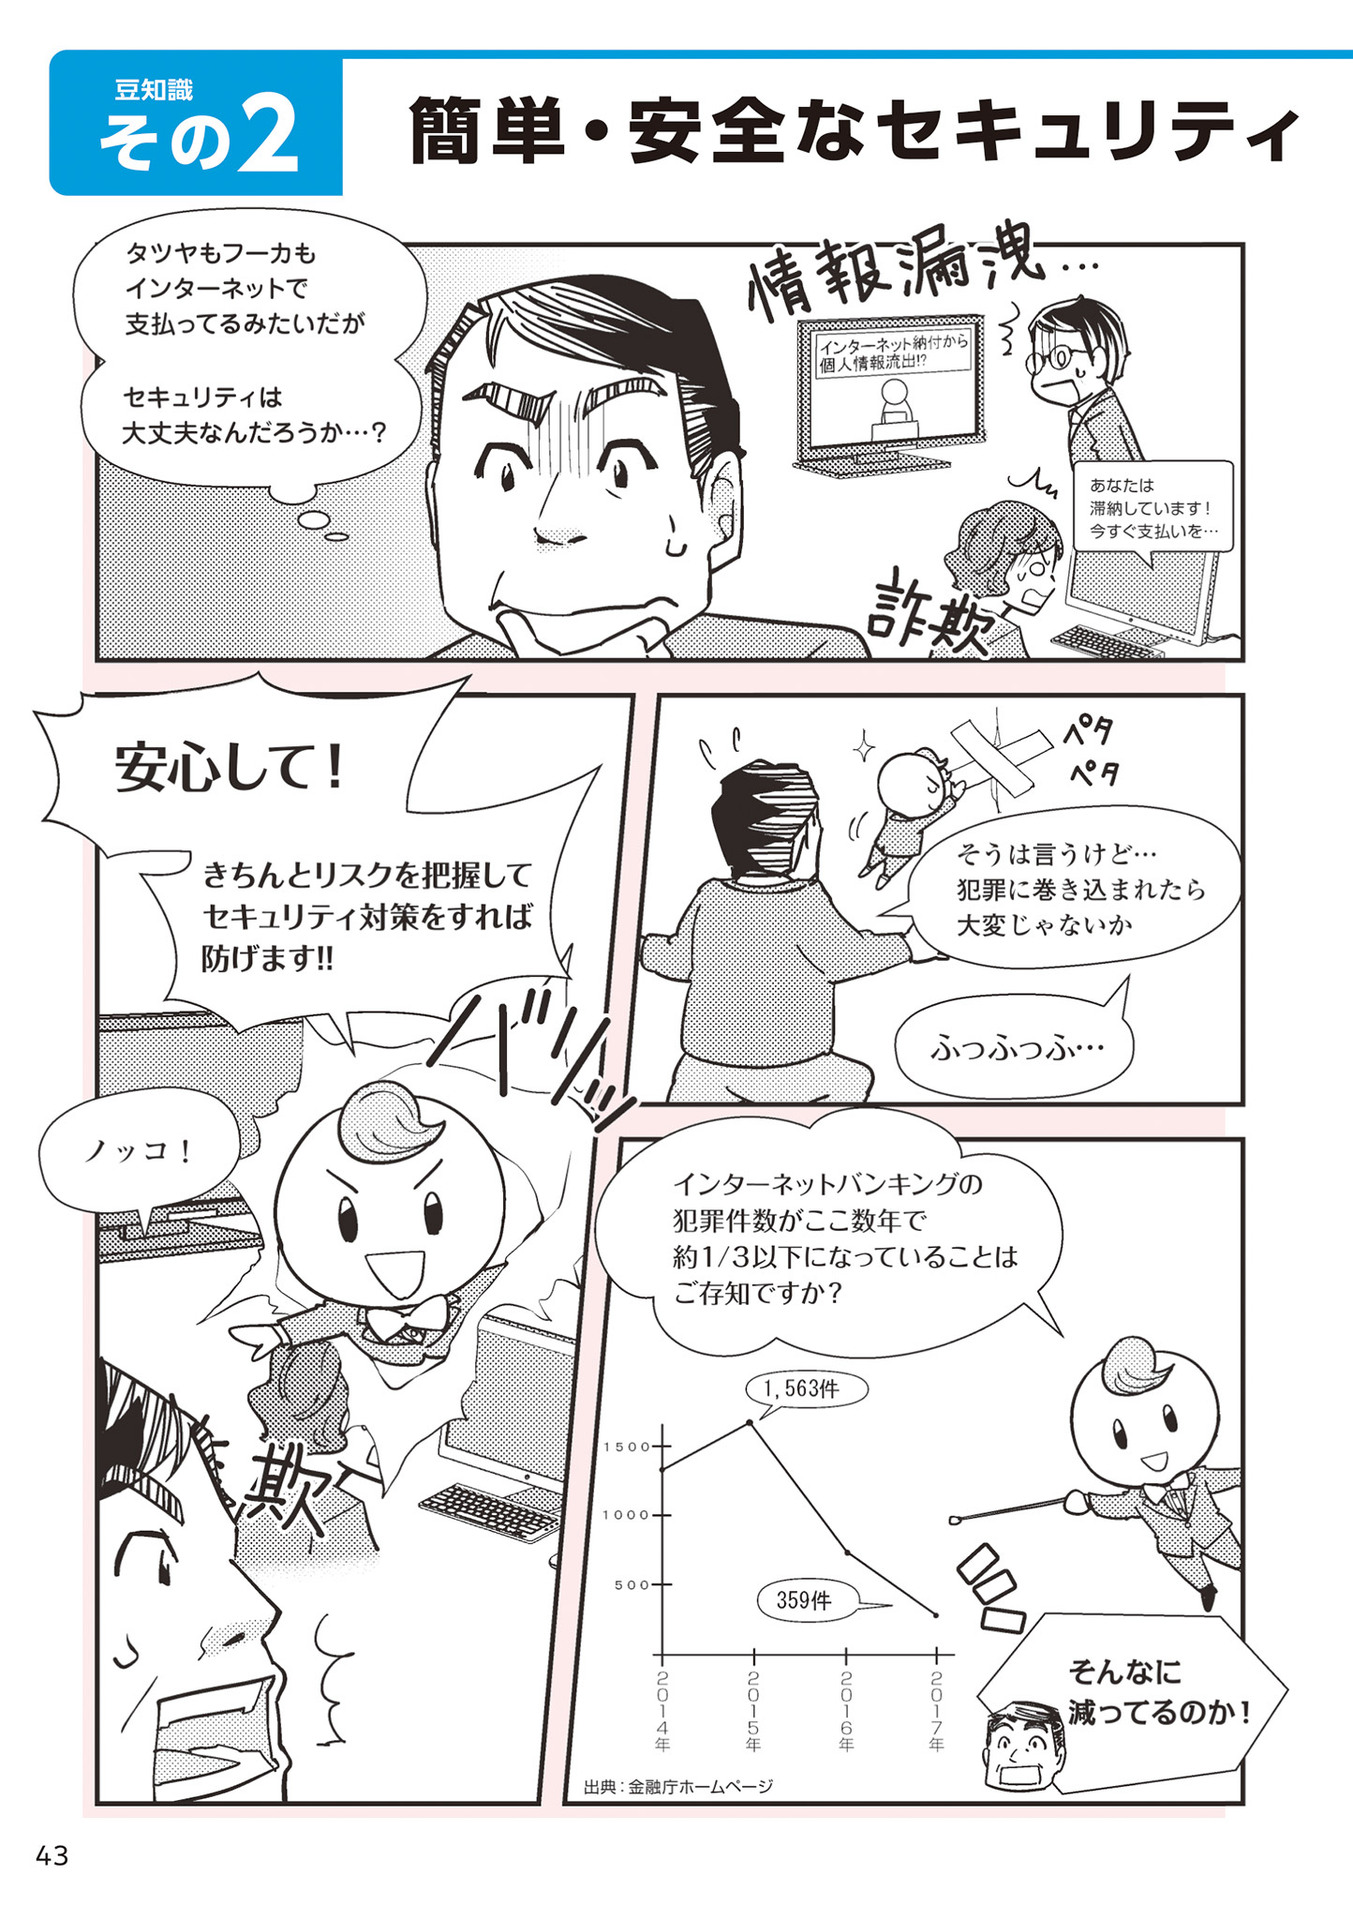 豆知識
その2
簡単・安全なセキュリティ
タツヤもフーカも
インターネットで
支払ってるみたいだが
セキュリティは
大丈夫なんだろうか…？
情報漏洩…
インターネット納付から
個人情報流出!?
あなたは
滞納しています！
今すぐ支払いを…
詐欺
ペタ
ペタ
そうは言うけど…
犯罪に巻き込まれたら
大変じゃないか
ふっふっふ…
安心して！
きちんとリスクを把握して
セキュリティ対策をすれば
防げます!!
バリッ
ノッコ！
欺
インターネットバンキングの
犯罪件数がここ数年で
約1/3以下になっていることは
ご存知ですか？
1,563件
1500
1000
500
359件
2014年
2015年
2016年
2017年
出典：金融庁ホームページ
そんなに
減ってるのか！
43